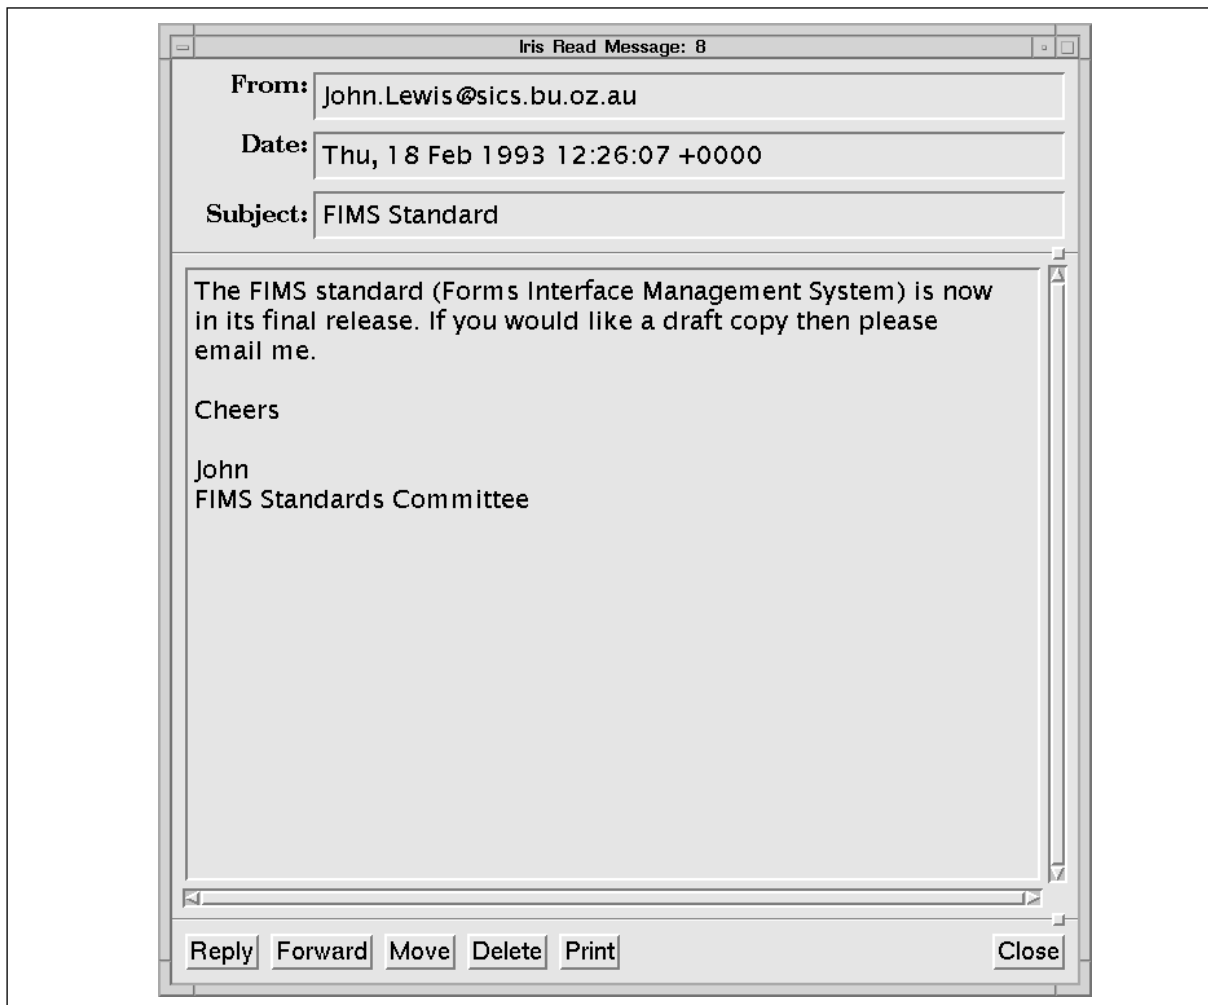 Iris Read Message: 8
From: John.Lewis@sics.bu.oz.au
Date: Thu, 18 Feb 1993 12:26:07 +0000
Subject: FIMS Standard
The FIMS standard (Forms Interface Management System) is now
in its final release. If you would like a draft copy then please
email me.
Cheers
John
FIMS Standards Committee
Reply Forward Move Delete Print Close